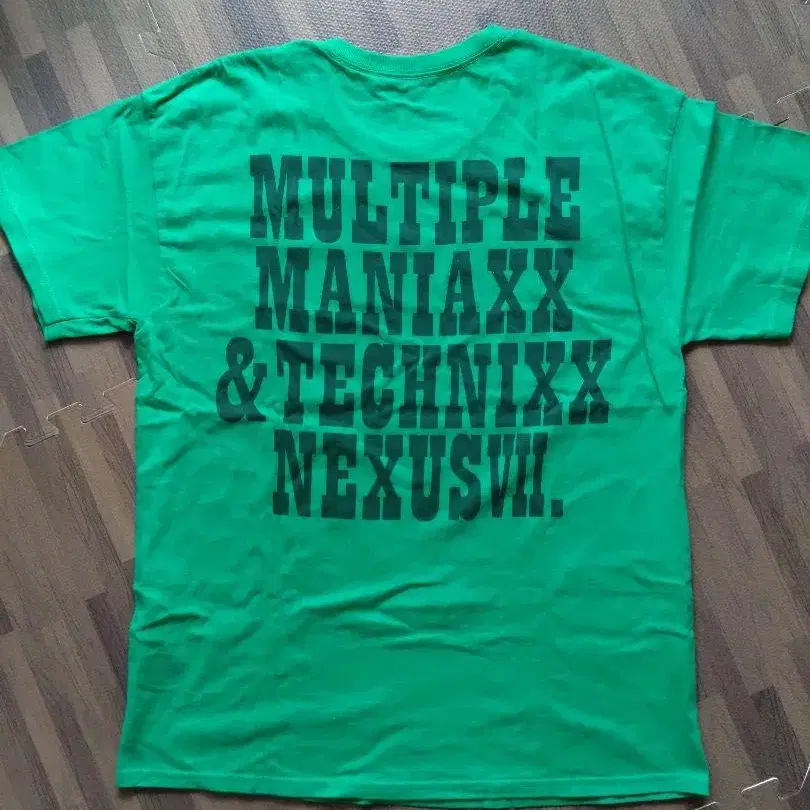 MULTIPLE
MANIAXX
& TECHNIXX
NEXUSVII.